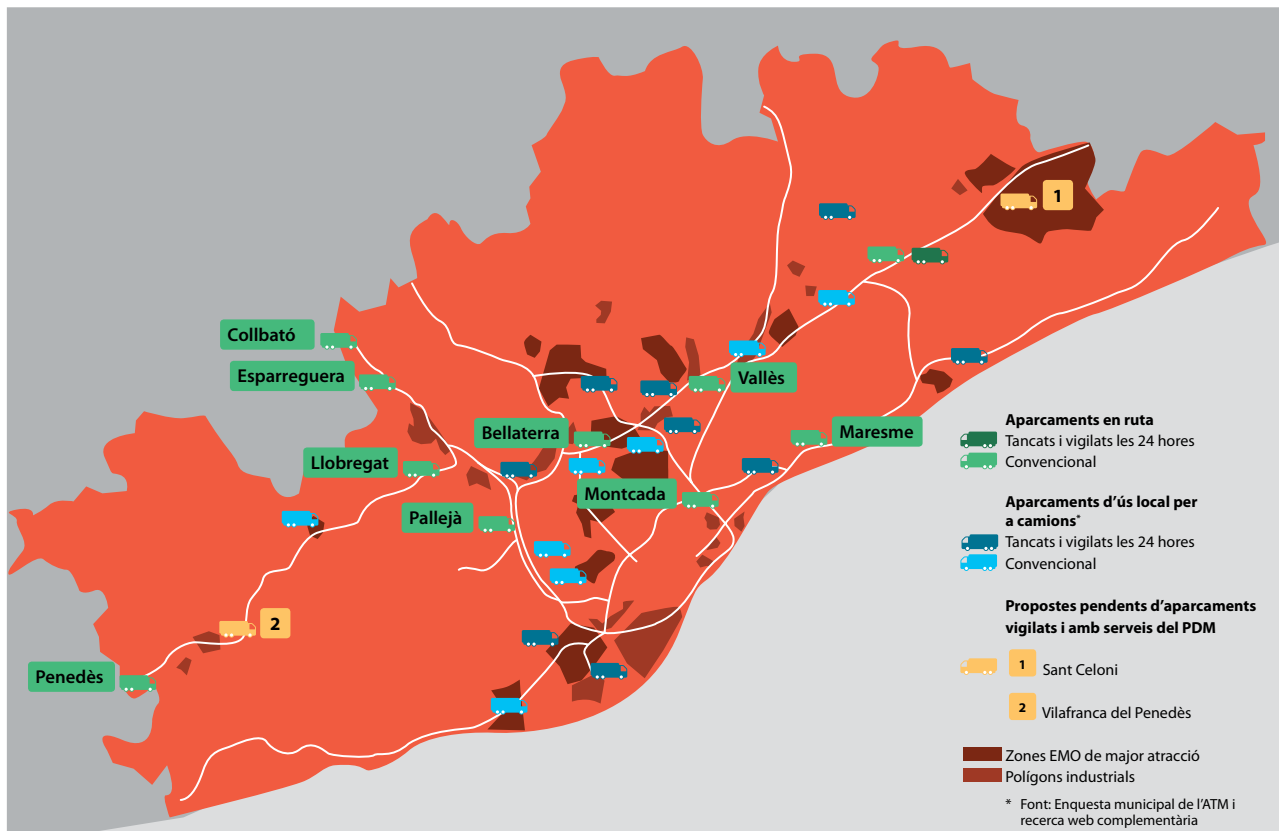 1
Collbató
Esparreguera
Vallès
Bellaterra
Maresme
Llobregat
Montcada
Pallejà
2
Penedès
Aparcaments en ruta
Tancats i vigilats les 24 hores
Convencional
Aparcaments d'ús local per
a camions*
Tancats i vigilats les 24 hores
Convencional
Propostes pendents d'aparcaments
vigilats i amb serveis del PDM
1 Sant Celoni
2 Vilafranca del Penedès
Zones EMO de major atracció
Polígons industrials
* Font: Enquesta municipal de l'ATM i
recerca web complementària